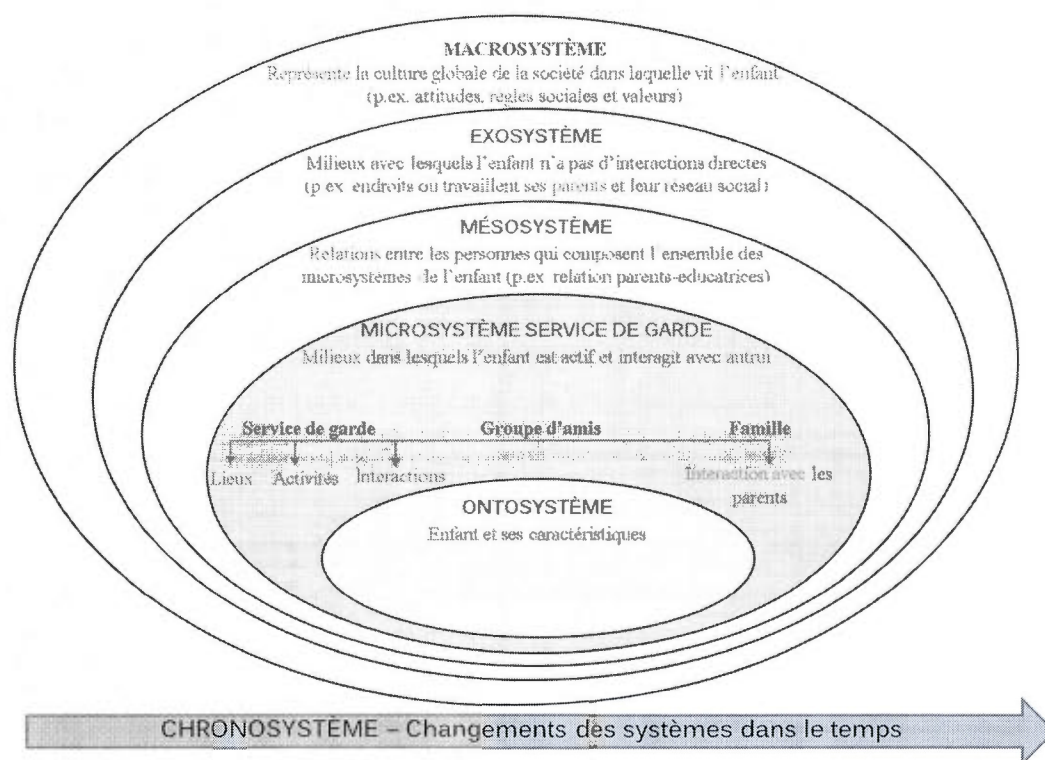 MACROSYSTÈME
Représente la culture globale de la société dans laquelle vit l'enfant
(p.ex. attitudes, règles sociales et valeurs)
EXOSYSTÈME
Milieux avec lesquels l'enfant n'a pas d'interactions directes
(p ex endroits ou travaillent ses parents et leur réseau social)
MÉSOSYSTÈME
Relations entre les personnes qui composent l'ensemble des
microsystèmes de l'enfant (p.ex relation parents-educatrices)
MICROSYSTÈME SERVICE DE GARDE
Milieux dans lesquels l'enfant est actif et interagit avec autrui
Service de garde Groupe d'amis Famille
Lieux Activités Interactions Interaction avec les
parents
ONTOSYSTÈME
Enfant et ses caractéristiques
CHRONOSYSTÈME – Changements des systèmes dans le temps